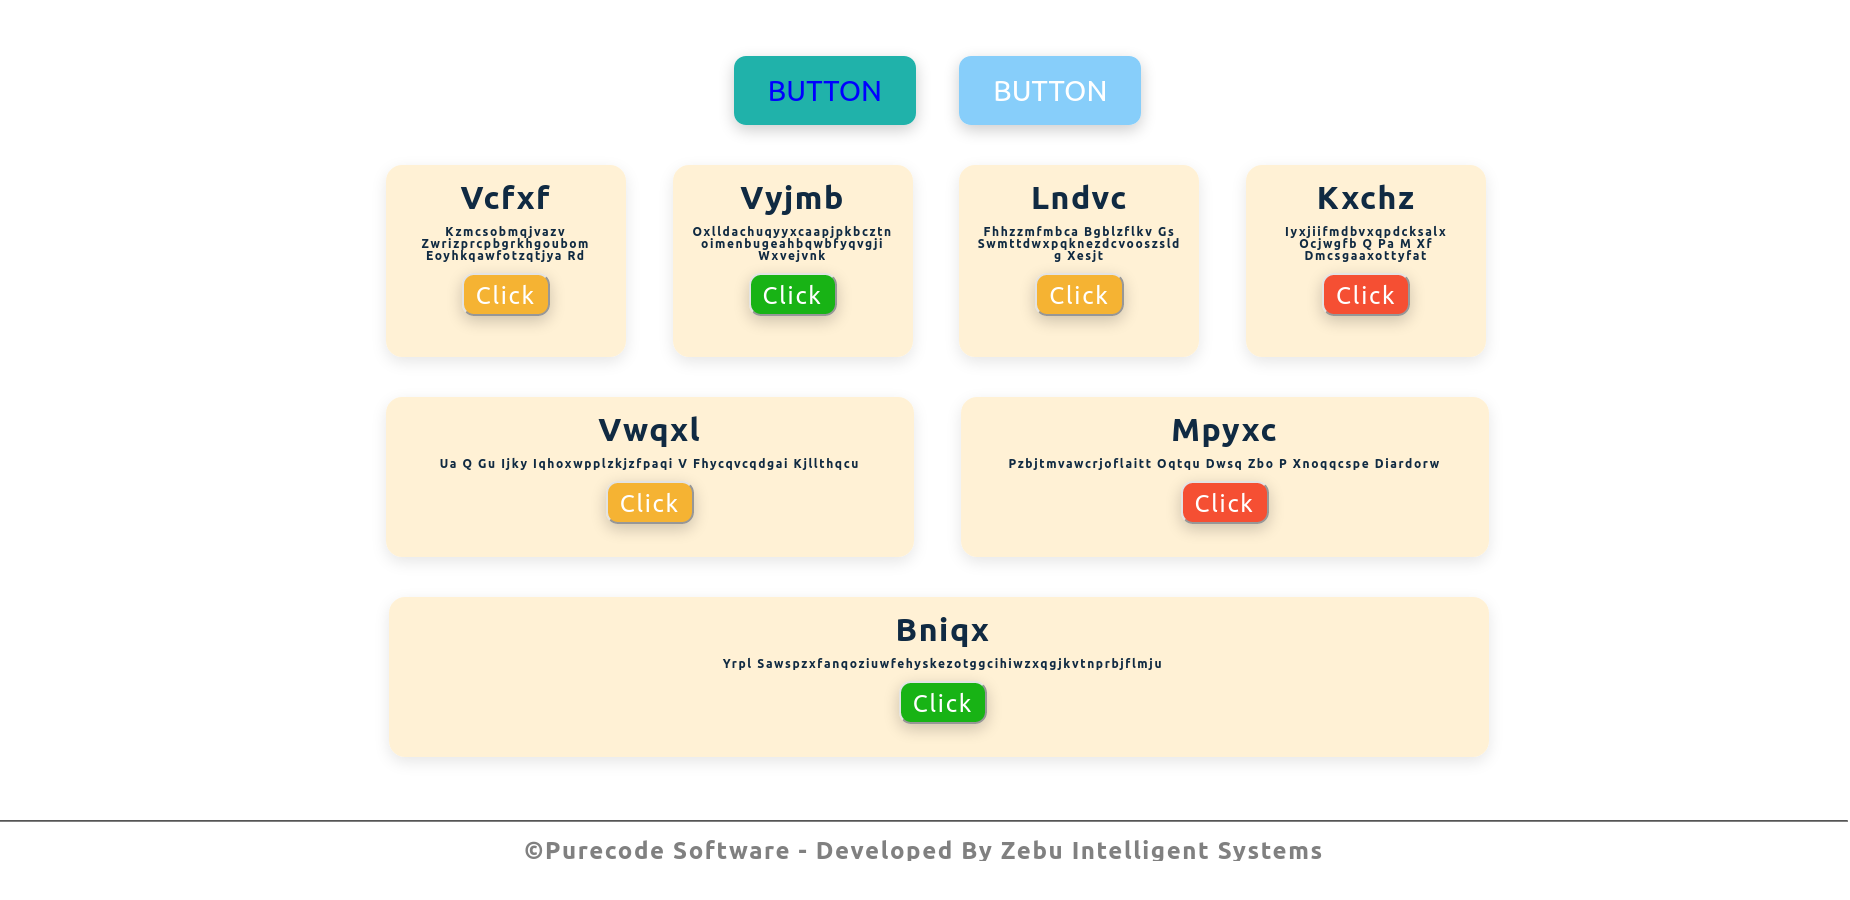 BUTTON BUTTON
Vcfxf
Kzmcsobmqjvazv
Zwrizprcpbgrkhgoubom
Eoyhkqawfotzqtjya Rd
Click
Vyjmb
Oxlldachuqyyxcaapjpkbcztn
oimenbugeahbqwbfyqvgji
Wxvejvnk
Click
Lndvc
Fhhzzmfmbca Bgblzflkv Gs
Swmttdwxpqknezdcvooszsld
g Xesjt
Click
Kxchz
Iyxjiifmdbvxqpdcksalx
Ocjwgfb Q Pa M Xf
Dmcsgaaxottyfat
Click
Vwqxl
Ua Q Gu Ijky Iqhoxwpplzkjzfpaqi V Fhycqvcqdgai Kjllthqcu
Click
Mpyxc
Pzbjtmvawcrjoflaitt Oqtqu Dwsq Zbo P Xnoqqcspe Diardorw
Click
Bniqx
Yrpl Sawspzxfanqoziuwfehyskezotggcihiwzxqgjkvtnprbjflmju
Click
©Purecode Software - Developed By Zebu Intelligent Systems